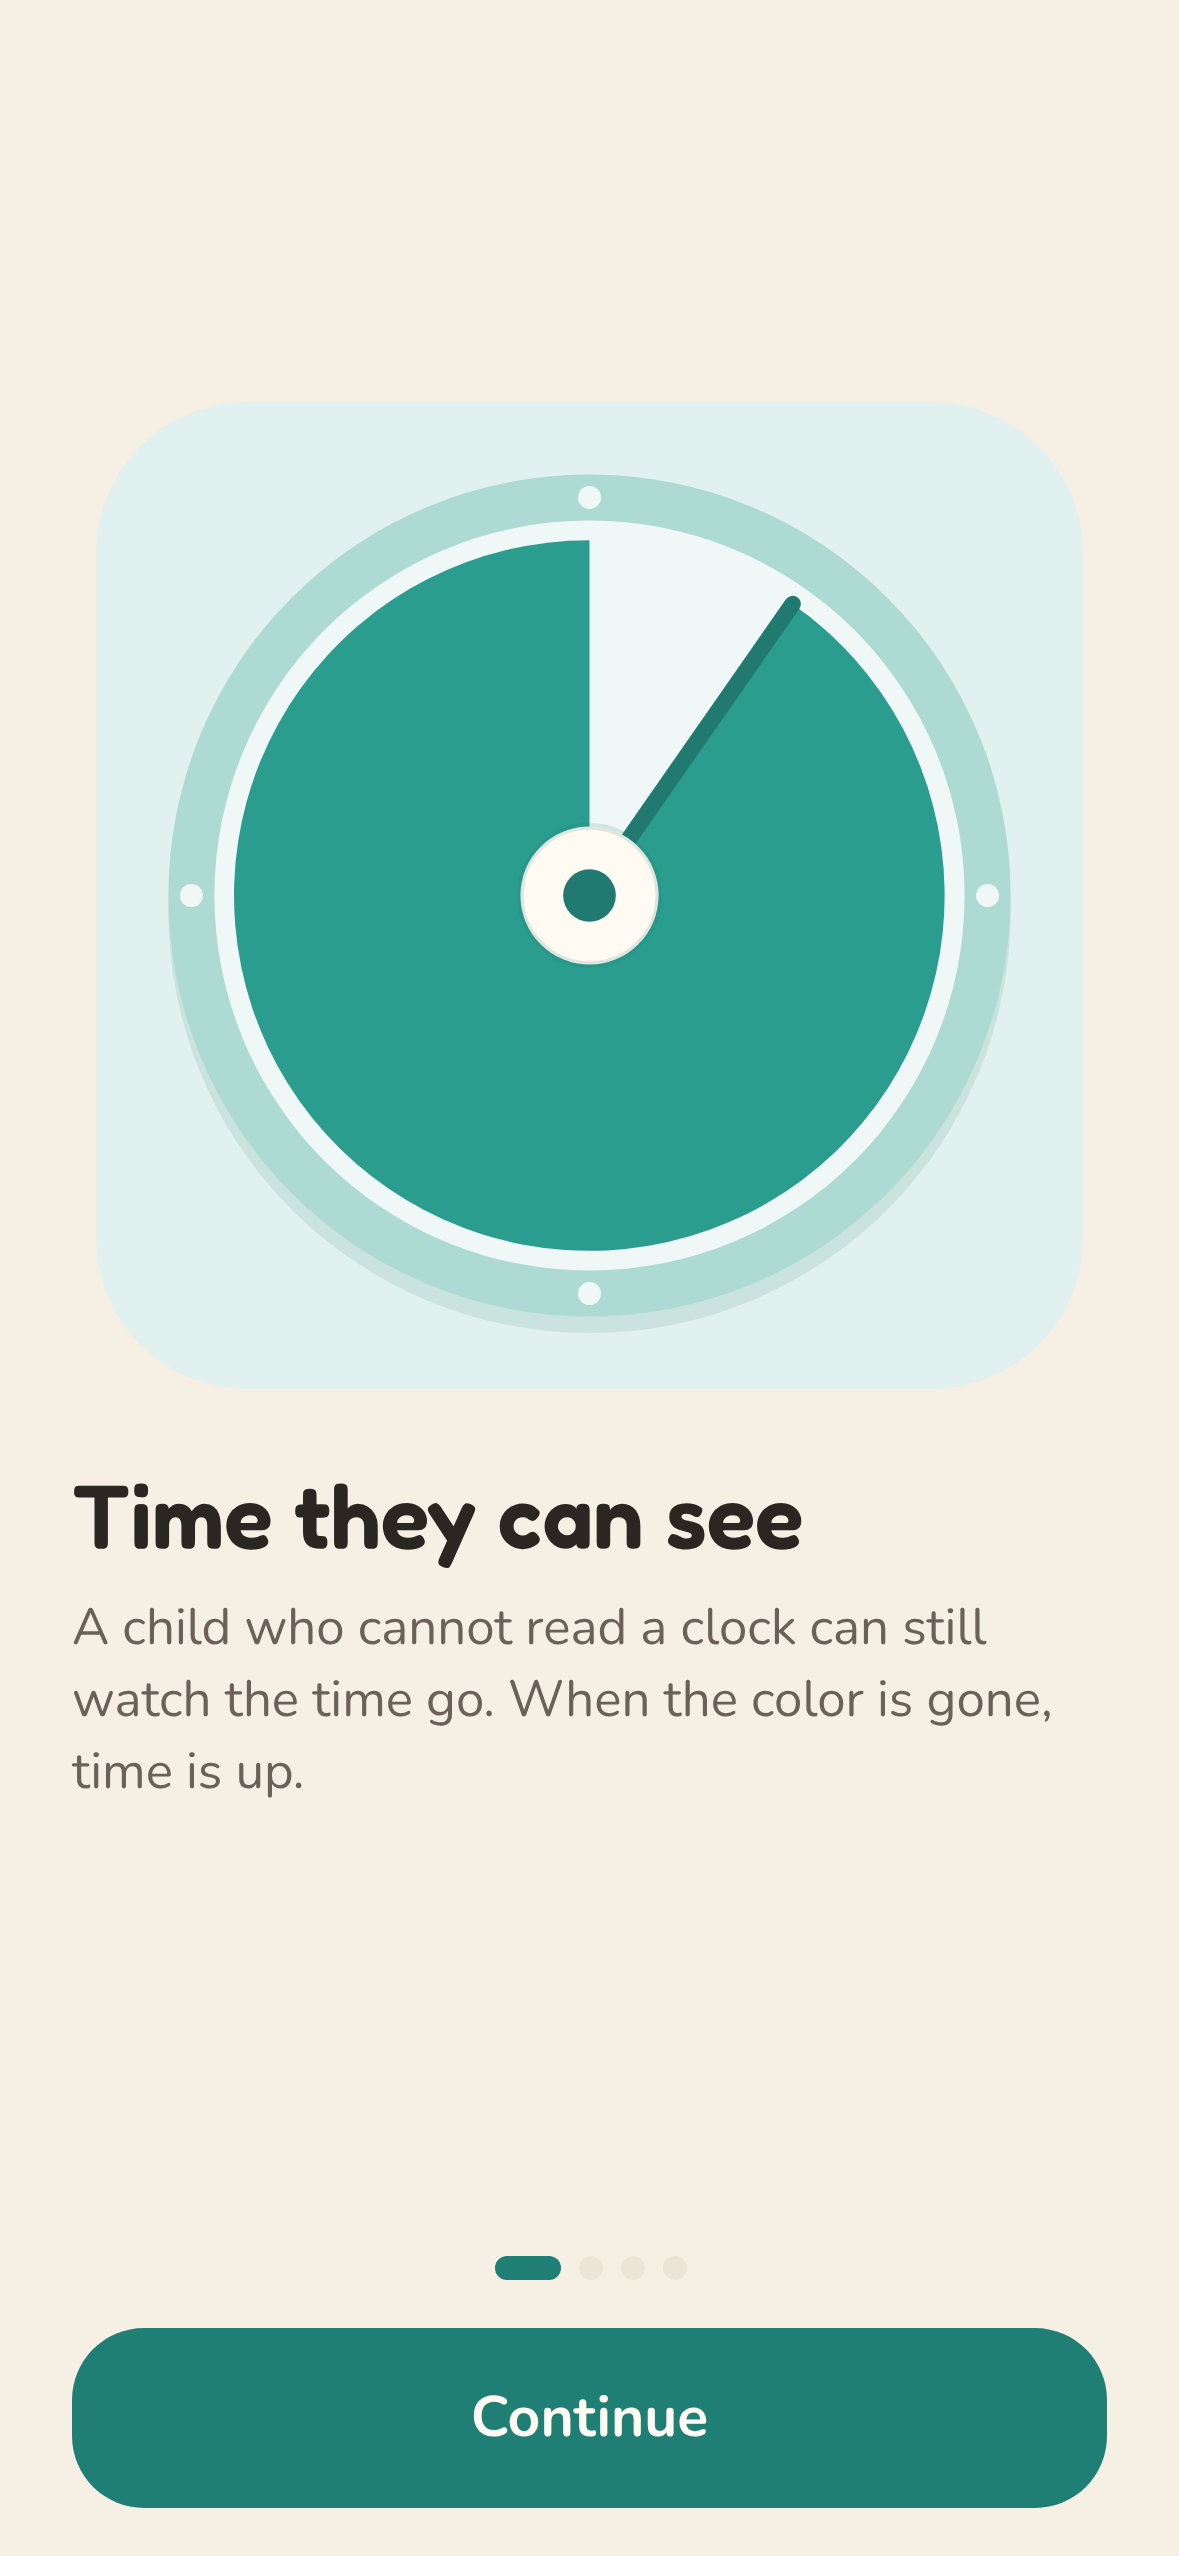 Time they can see
A child who cannot read a clock can still
watch the time go. When the color is gone,
time is up.
Continue